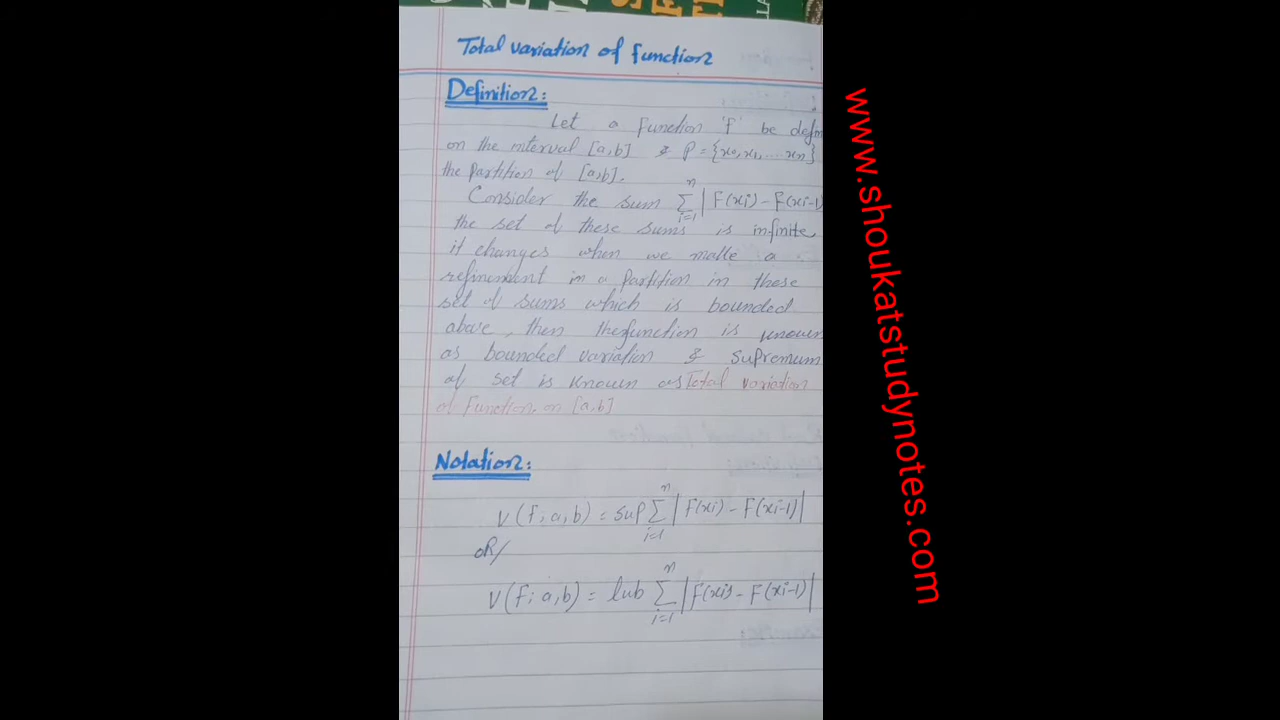 Total variation of function
Definition:
Let a function 'f' be defin
on the interval [a,b] & P = {x₀, x₁, ... xn}
the Partition of [a,b].
Consider the sum n∑i=1 | F(xi) - F(xi-1)
the set of these sums is infinite,
it changes when we make a
refinement in a partition in these
set of sums which is bounded
above, then the function is known
as bounded variation & supremum
of set is known as Total variation
of Function on [a,b]
Notation:
V(f; a, b) = sup n∑i=1 | F(xi) - F(xi-1) |
OR/
V(f; a, b) = lub n∑i=1 | F(xi) - F(xi-1) |
www.shoukatstudynotes.com